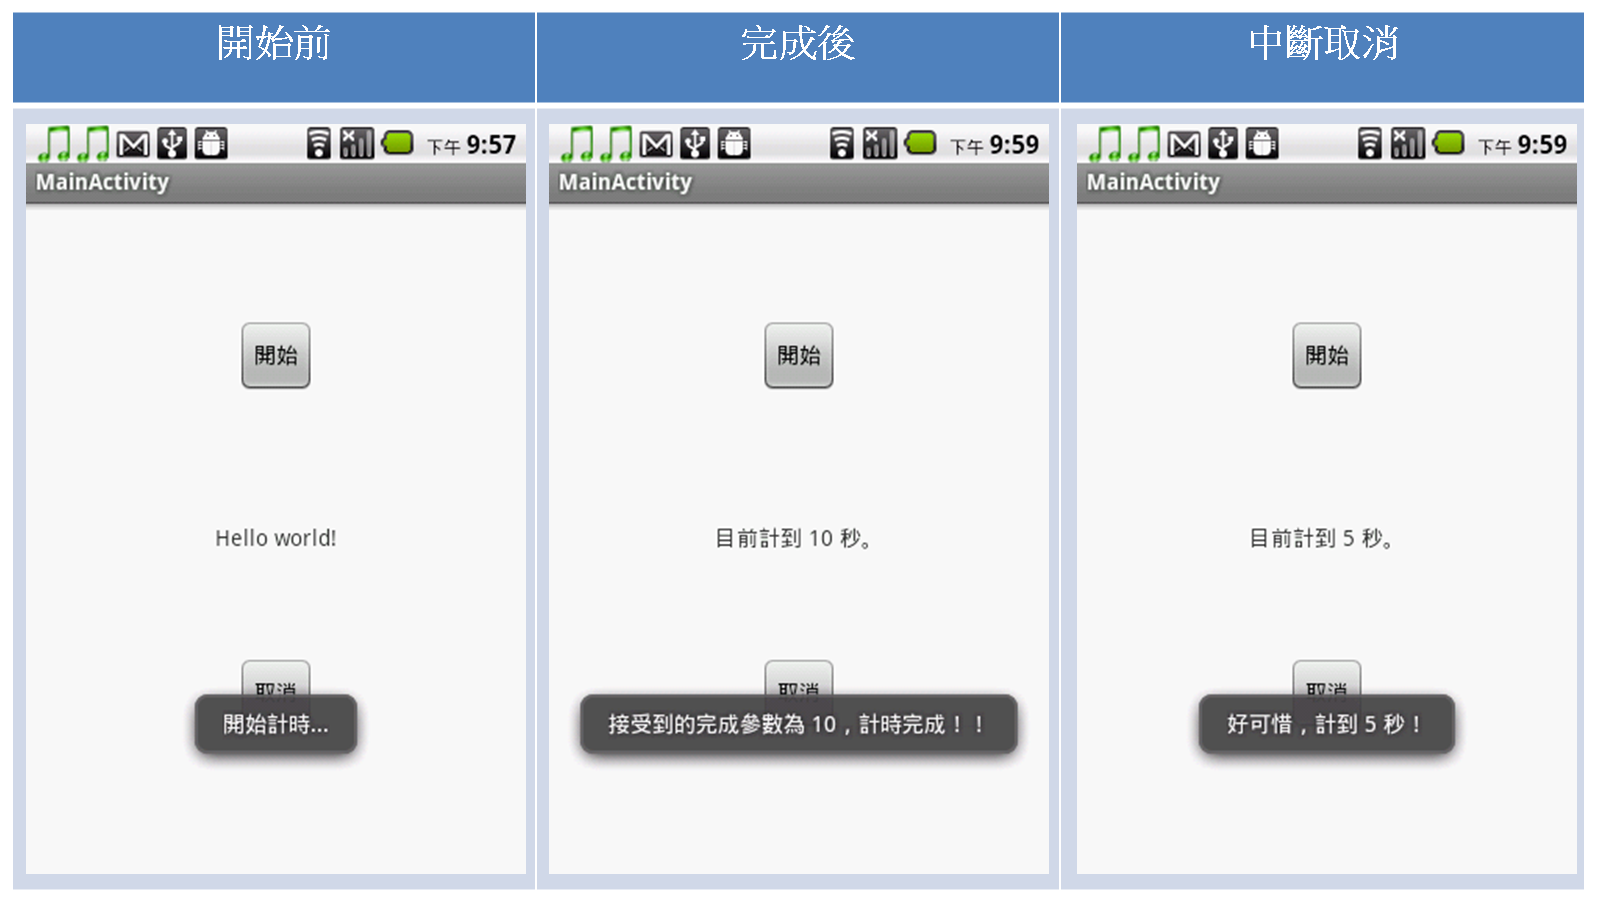 開始前
完成後
中斷取消
下午 9:57
MainActivity
開始
Hello world!
取消
開始計時...
下午 9:59
MainActivity
開始
目前計到 10 秒。
取消
接受到的完成參數為 10，計時完成！！
下午 9:59
MainActivity
開始
目前計到 5 秒。
取消
好可惜，計到 5 秒！